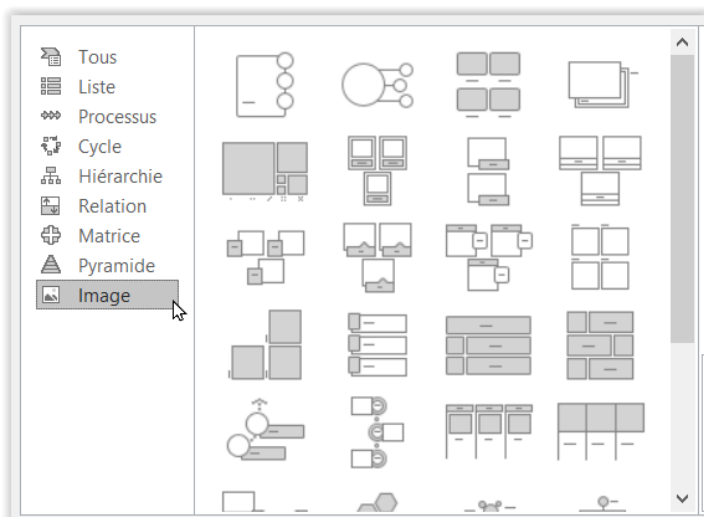 Tous
Liste
Processus
Cycle
Hiérarchie
Relation
Matrice
Pyramide
Image